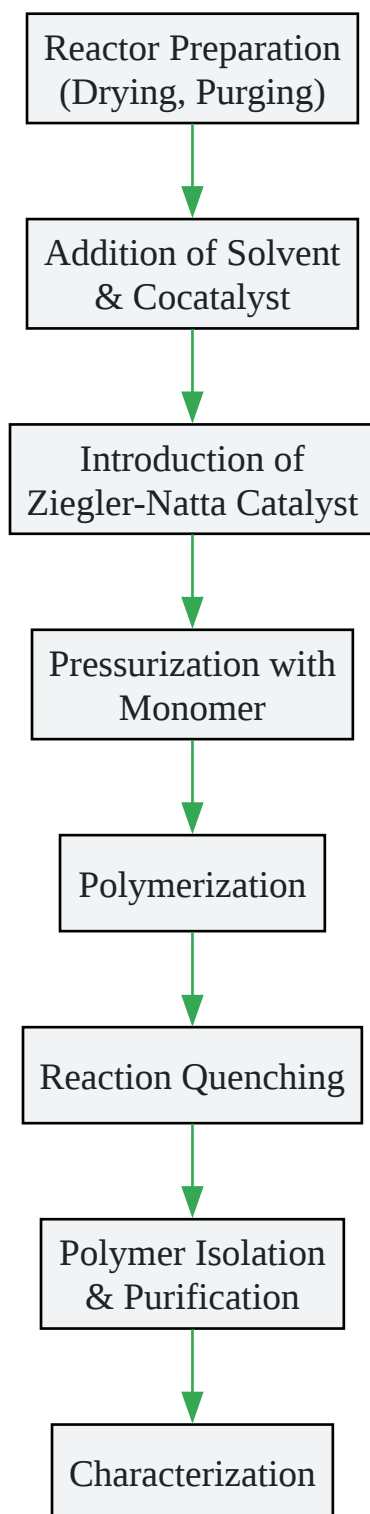 Reactor Preparation
(Drying, Purging)
Addition of Solvent
& Cocatalyst
Introduction of
Ziegler-Natta Catalyst
Pressurization with
Monomer
Polymerization
Reaction Quenching
Polymer Isolation
& Purification
Characterization